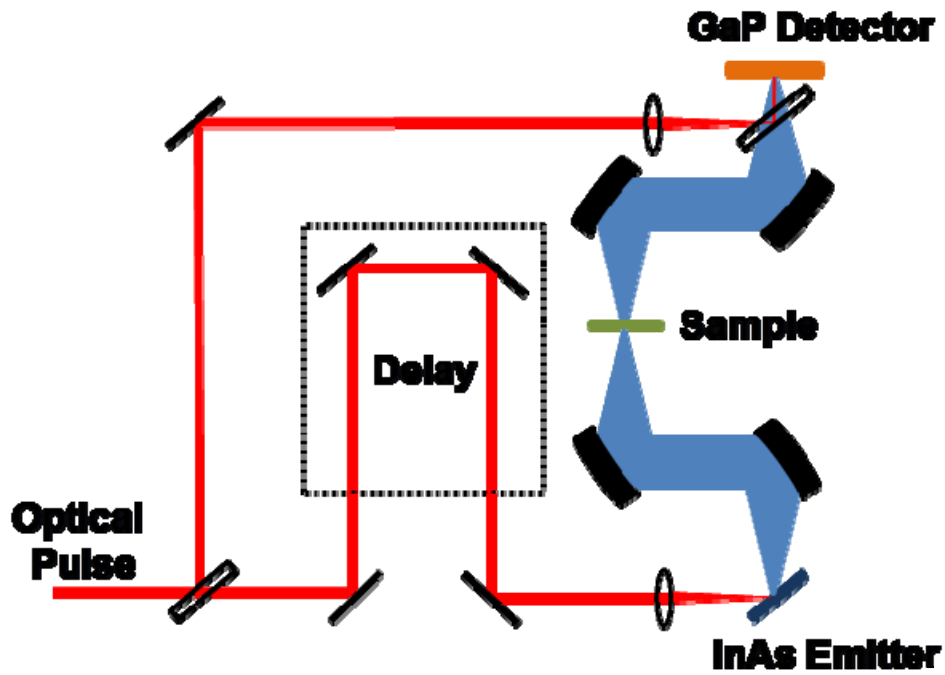 GaP Detector
Sample
Delay
Optical
Pulse
InAs Emitter